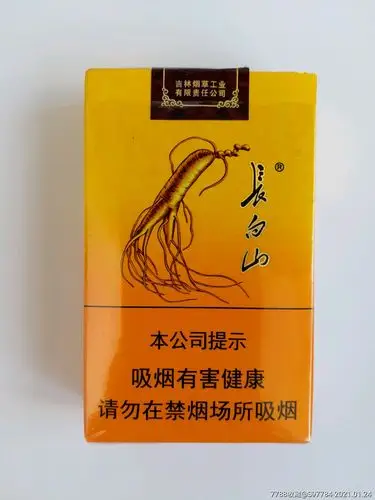 吉林烟草工业
有限责任公司
長白山®
本公司提示
吸烟有害健康
请勿在禁烟场所吸烟
7788收藏@597784-2021.01.24